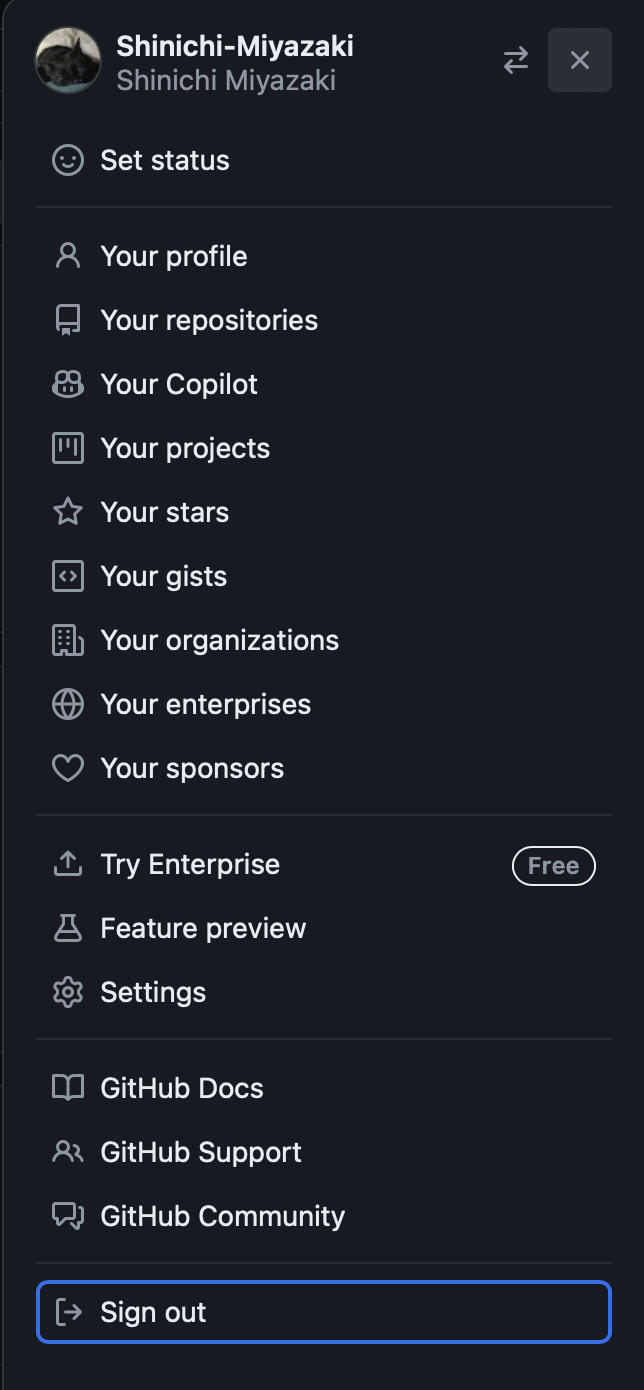 Shinichi-Miyazaki
Shinichi Miyazaki
Set status
Your profile
Your repositories
Your Copilot
Your projects
Your stars
Your gists
Your organizations
Your enterprises
Your sponsors
Try Enterprise Free
Feature preview
Settings
GitHub Docs
GitHub Support
GitHub Community
Sign out